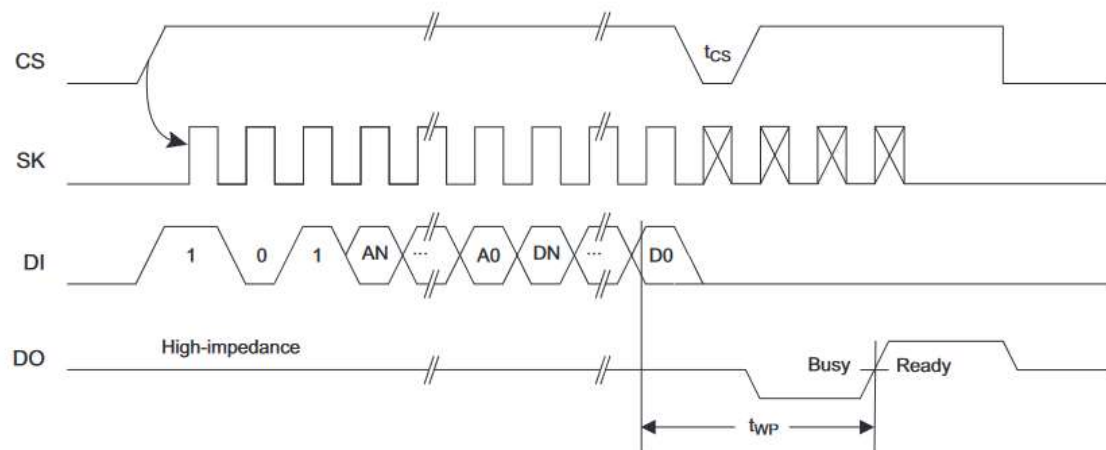 CS
tCS
SK
DI
1 0 1 AN ... A0 DN ... D0
DO
High-impedance
Busy
Ready
tWP